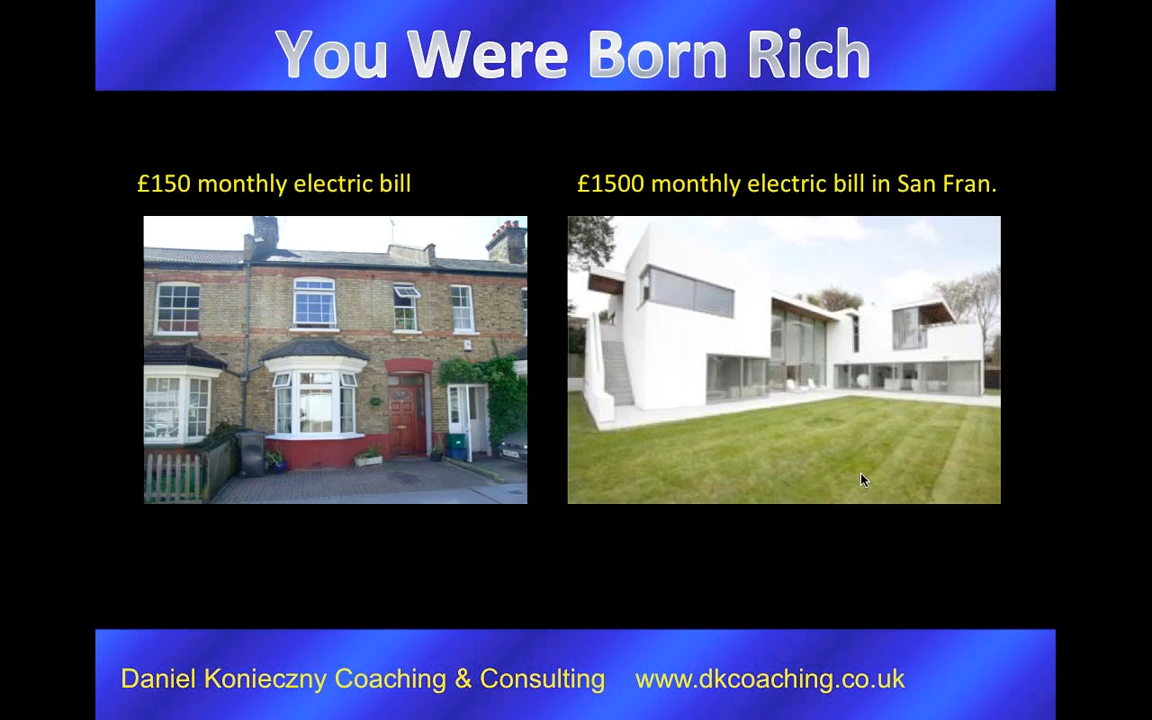 You Were Born Rich
£150 monthly electric bill
£1500 monthly electric bill in San Fran.
Daniel Konieczny Coaching & Consulting www.dkcoaching.co.uk